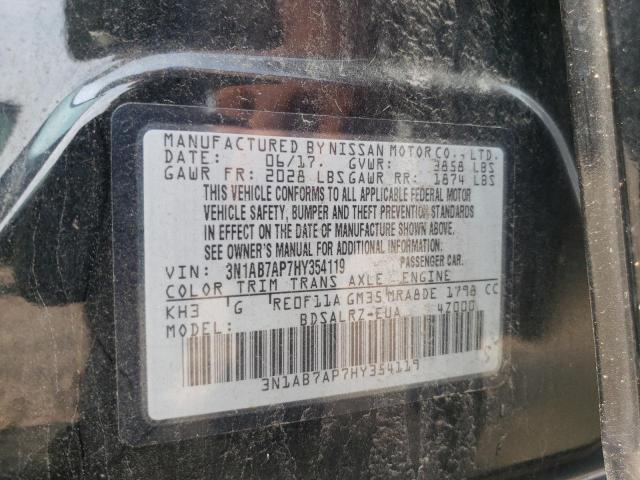 MANUFACTURED BY NISSAN MOTOR CO., LTD.
DATE: 06/17. GVWR: 3858 LBS
GAWR FR: 2028 LBS GAWR RR: 1874 LBS
THIS VEHICLE CONFORMS TO ALL APPLICABLE FEDERAL MOTOR
VEHICLE SAFETY, BUMPER AND THEFT PREVENTION STANDARDS
IN EFFECT ON THE DATE OF MANUFACTURE SHOWN ABOVE.
SEE OWNER'S MANUAL FOR ADDITIONAL INFORMATION.
VIN: 3N1AB7AP7HY354119 PASSENGER CAR.
COLOR TRIM TRANS AXLE ENGINE
KH3 'G RE0F11A GM35 MRA8DE 1798 CC
MODEL: BDSALRZ-EUA 4Z000
3N1AB7AP7HY354119